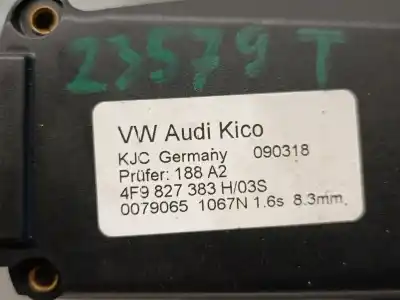 23579 T
VW Audi Kico
KJC Germany 090318
Prüfer: 188 A2
4F9 827 383 H/03S
0079065 1067N 1.6s 8.3mm